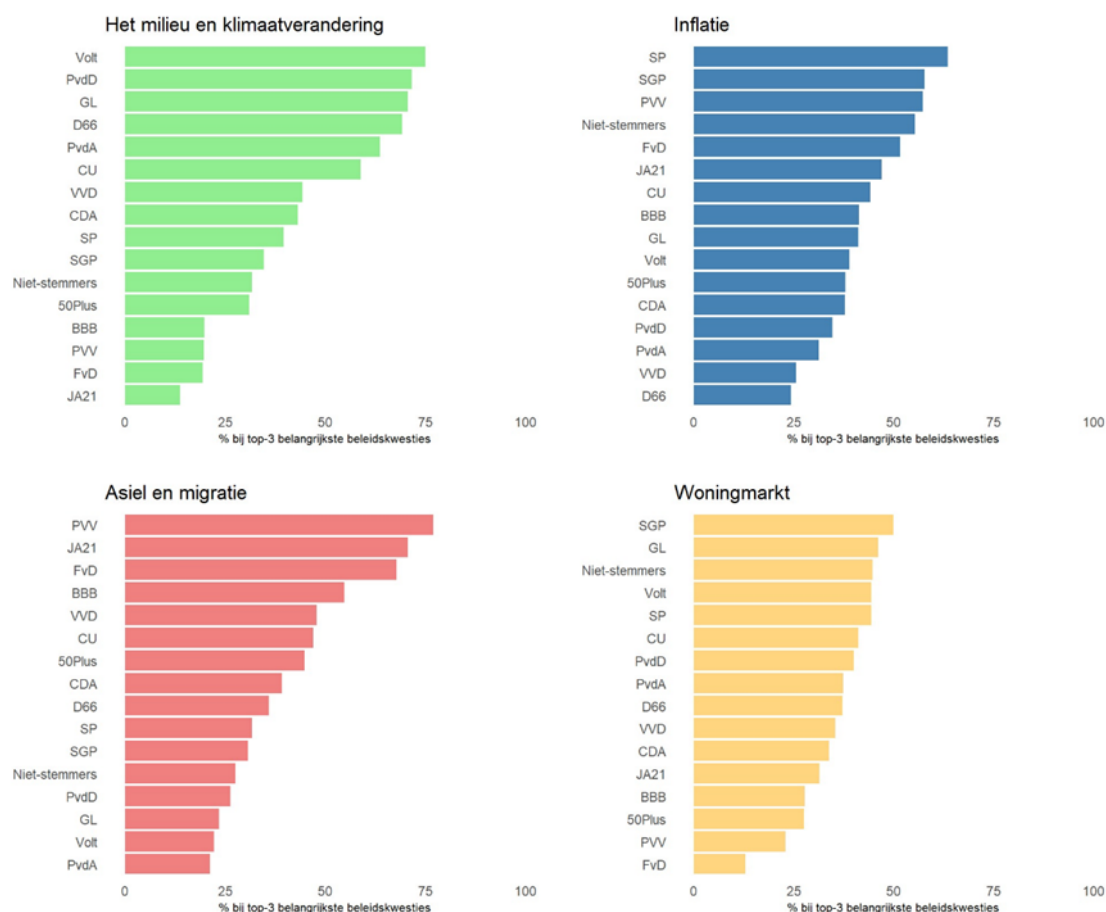 Het milieu en klimaatverandering
Volt
PvdD
GL
D66
PvdA
CU
VVD
CDA
SP
SGP
Niet-stemmers
50Plus
BBB
PVV
FvD
JA21
0 25 50 75 100
% bij top-3 belangrijkste beleidskwesties
Inflatie
SP
SGP
PVV
Niet-stemmers
FvD
JA21
CU
BBB
GL
Volt
50Plus
CDA
PvdD
PvdA
VVD
D66
0 25 50 75 100
% bij top-3 belangrijkste beleidskwesties
Asiel en migratie
PVV
JA21
FvD
BBB
VVD
CU
50Plus
CDA
D66
SP
SGP
Niet-stemmers
PvdD
GL
Volt
PvdA
0 25 50 75 100
% bij top-3 belangrijkste beleidskwesties
Woningmarkt
SGP
GL
Niet-stemmers
Volt
SP
CU
PvdD
PvdA
D66
VVD
CDA
JA21
BBB
50Plus
PVV
FvD
0 25 50 75 100
% bij top-3 belangrijkste beleidskwesties